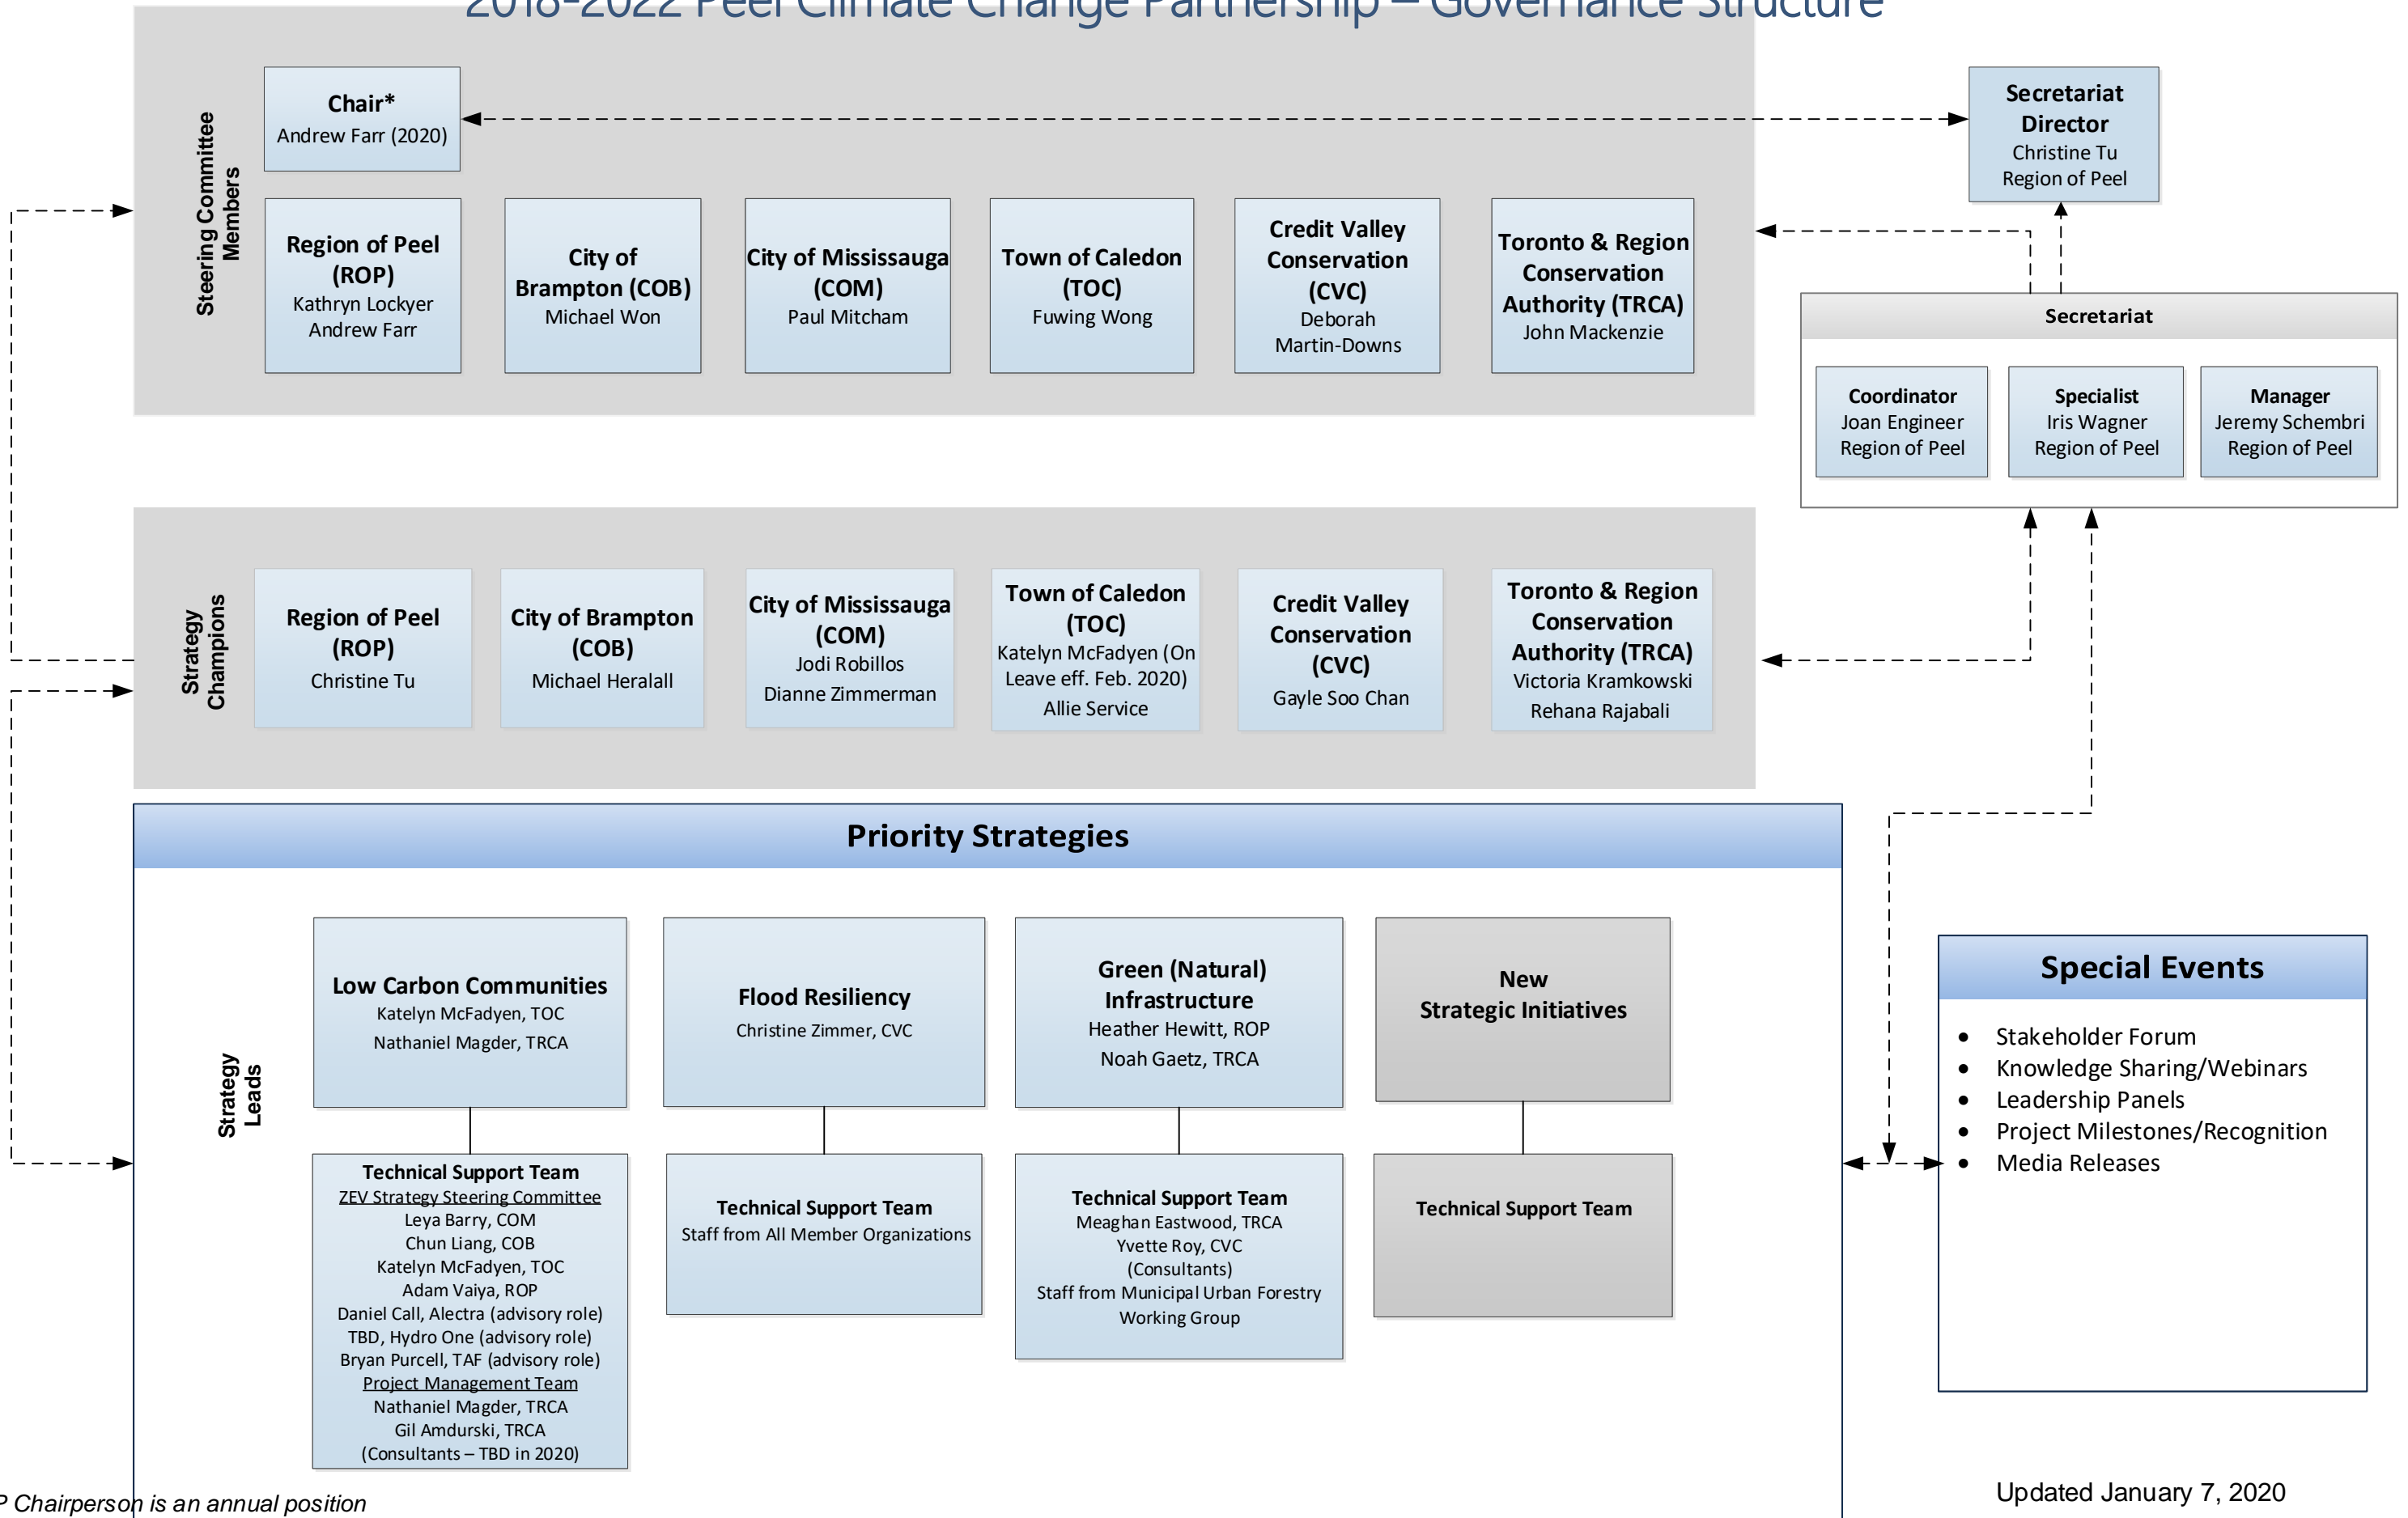 2018-2022 Peel Climate Change Partnership – Governance Structure
Steering Committee
Members
Chair*
Andrew Farr (2020)
Secretariat
Director
Christine Tu
Region of Peel
Region of Peel
(ROP)
Kathryn Lockyer
Andrew Farr
City of
Brampton (COB)
Michael Won
City of Mississauga
(COM)
Paul Mitcham
Town of Caledon
(TOC)
Fuwing Wong
Credit Valley
Conservation
(CVC)
Deborah
Martin-Downs
Toronto & Region
Conservation
Authority (TRCA)
John Mackenzie
Secretariat
Coordinator
Joan Engineer
Region of Peel
Specialist
Iris Wagner
Region of Peel
Manager
Jeremy Schembri
Region of Peel
Strategy
Champions
Region of Peel
(ROP)
Christine Tu
City of Brampton
(COB)
Michael Heralall
City of Mississauga
(COM)
Jodi Robillos
Dianne Zimmerman
Town of Caledon
(TOC)
Katelyn McFadyen (On
Leave eff. Feb. 2020)
Allie Service
Credit Valley
Conservation
(CVC)
Gayle Soo Chan
Toronto & Region
Conservation
Authority (TRCA)
Victoria Kramkowski
Rehana Rajabali
Priority Strategies
Strategy
Leads
Low Carbon Communities
Katelyn McFadyen, TOC
Nathaniel Magder, TRCA
Flood Resiliency
Christine Zimmer, CVC
Green (Natural)
Infrastructure
Heather Hewitt, ROP
Noah Gaetz, TRCA
New
Strategic Initiatives
Technical Support Team
ZEV Strategy Steering Committee
Leya Barry, COM
Chun Liang, COB
Katelyn McFadyen, TOC
Adam Vaiya, ROP
Daniel Call, Alectra (advisory role)
TBD, Hydro One (advisory role)
Bryan Purcell, TAF (advisory role)
Project Management Team
Nathaniel Magder, TRCA
Gil Amdurski, TRCA
(Consultants – TBD in 2020)
Technical Support Team
Staff from All Member Organizations
Technical Support Team
Meaghan Eastwood, TRCA
Yvette Roy, CVC
(Consultants)
Staff from Municipal Urban Forestry
Working Group
Technical Support Team
Special Events
• Stakeholder Forum
• Knowledge Sharing/Webinars
• Leadership Panels
• Project Milestones/Recognition
• Media Releases
P Chairperson is an annual position
Updated January 7, 2020